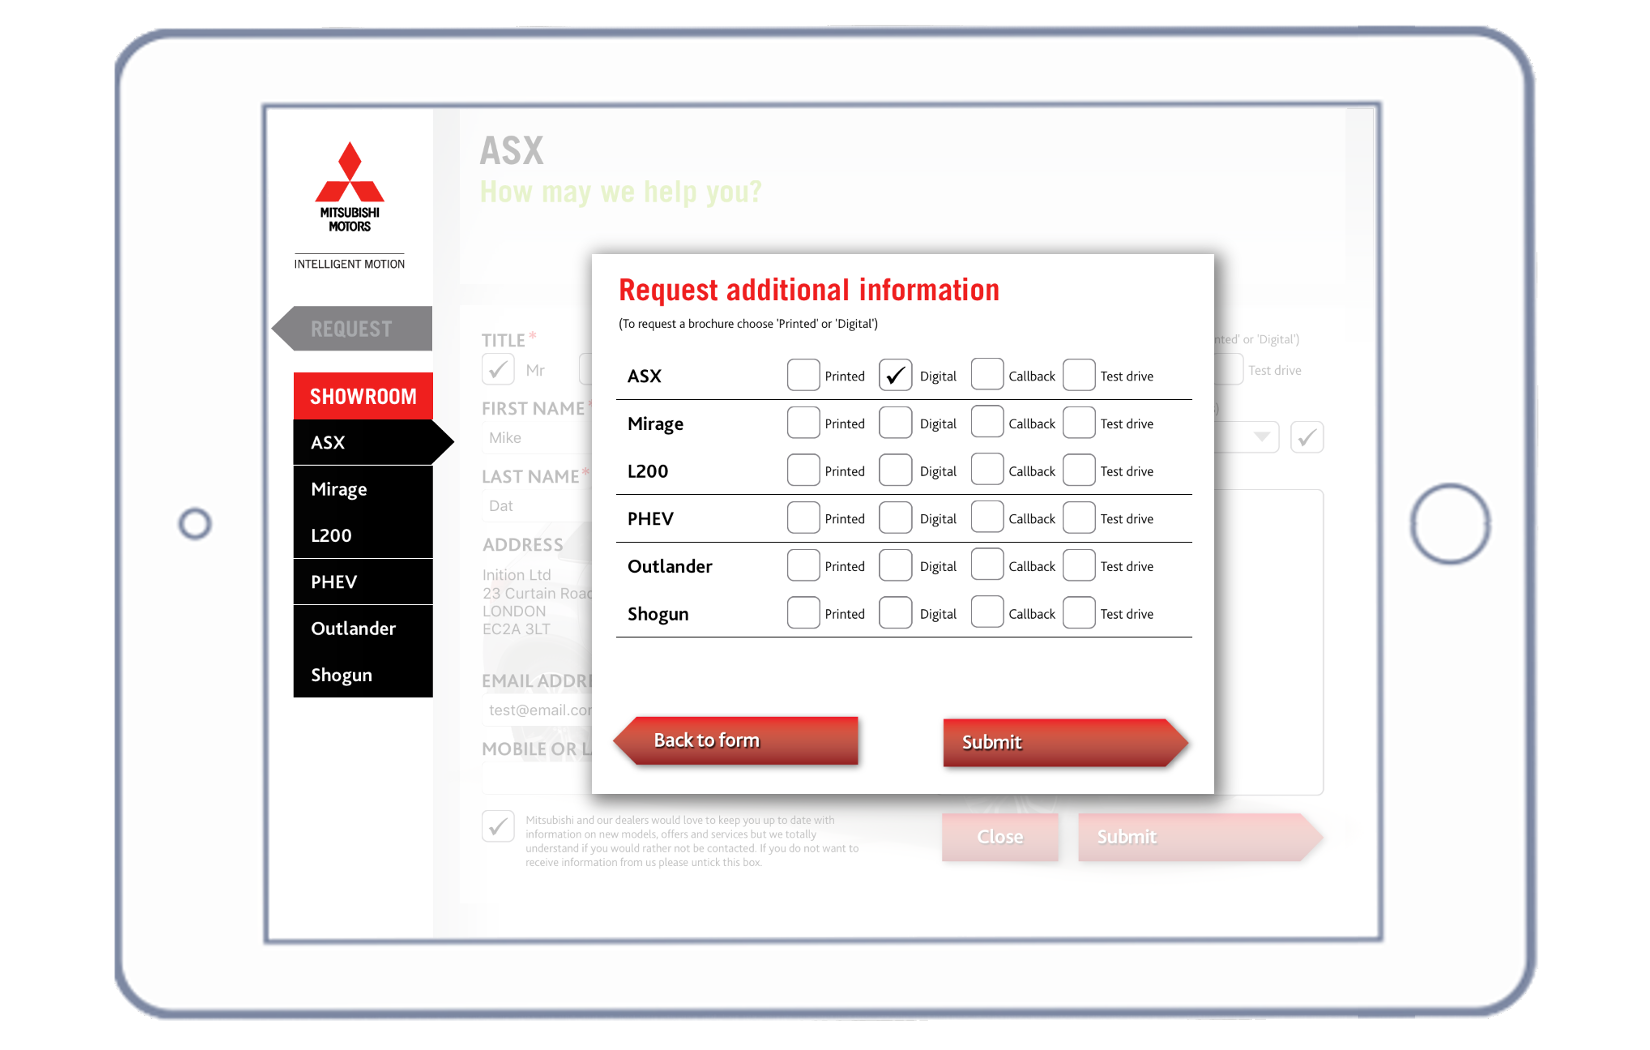 MITSUBISHI
MOTORS
INTELLIGENT MOTION
REQUEST
SHOWROOM
ASX
Mirage
L200
PHEV
Outlander
Shogun
ASX
How may we help you?
TITLE*
Mr
FIRST NAME*
Mike
LAST NAME*
Dat
ADDRESS
Inition Ltd
23 Curtain Road
LONDON
EC2A 3LT
EMAIL
test@email.
MOBILE OR
Mitsubishi and our dealers would love to keep you up to date with
information on new models, offers and services but we totally
understand if you would rather not be contacted. If you do not want to
receive information from us please untick this box.
Request additional information
(To request a brochure choose 'Printed' or 'Digital')
ASX Printed Digital Callback Test drive
Mirage Printed Digital Callback Test drive
L200 Printed Digital Callback Test drive
PHEV Printed Digital Callback Test drive
Outlander Printed Digital Callback Test drive
Shogun Printed Digital Callback Test drive
Back to form
Submit
or 'Digital')
Test drive
Close
Submit